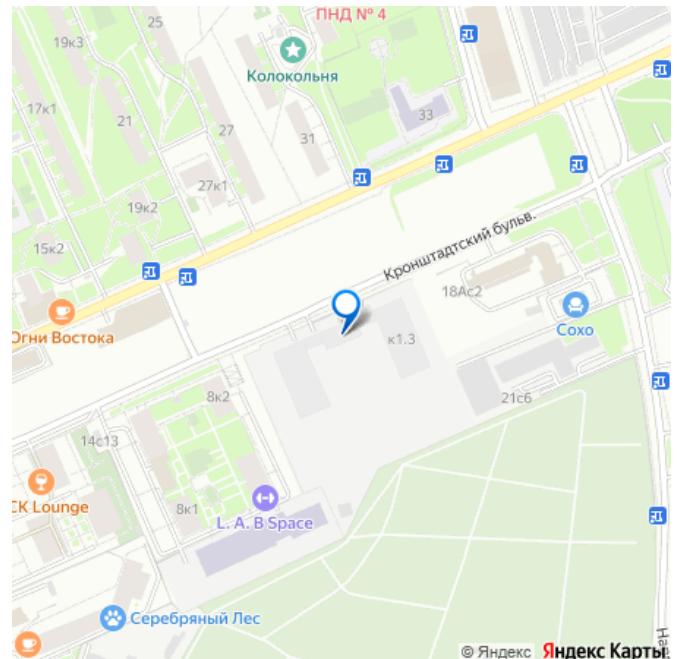 ПНД № 4
25
19к3
Колокольня
17к1
21
33
27
31
27к1
19к2
15к2
Кронштадтский бульв.
18Ас2
Огни Востока
Сохо
к1.3
8к2
21с6
14с13
СК Lounge
8к1
L. A. B Space
Серебряный Лес
© Яндекс Яндекс Карты